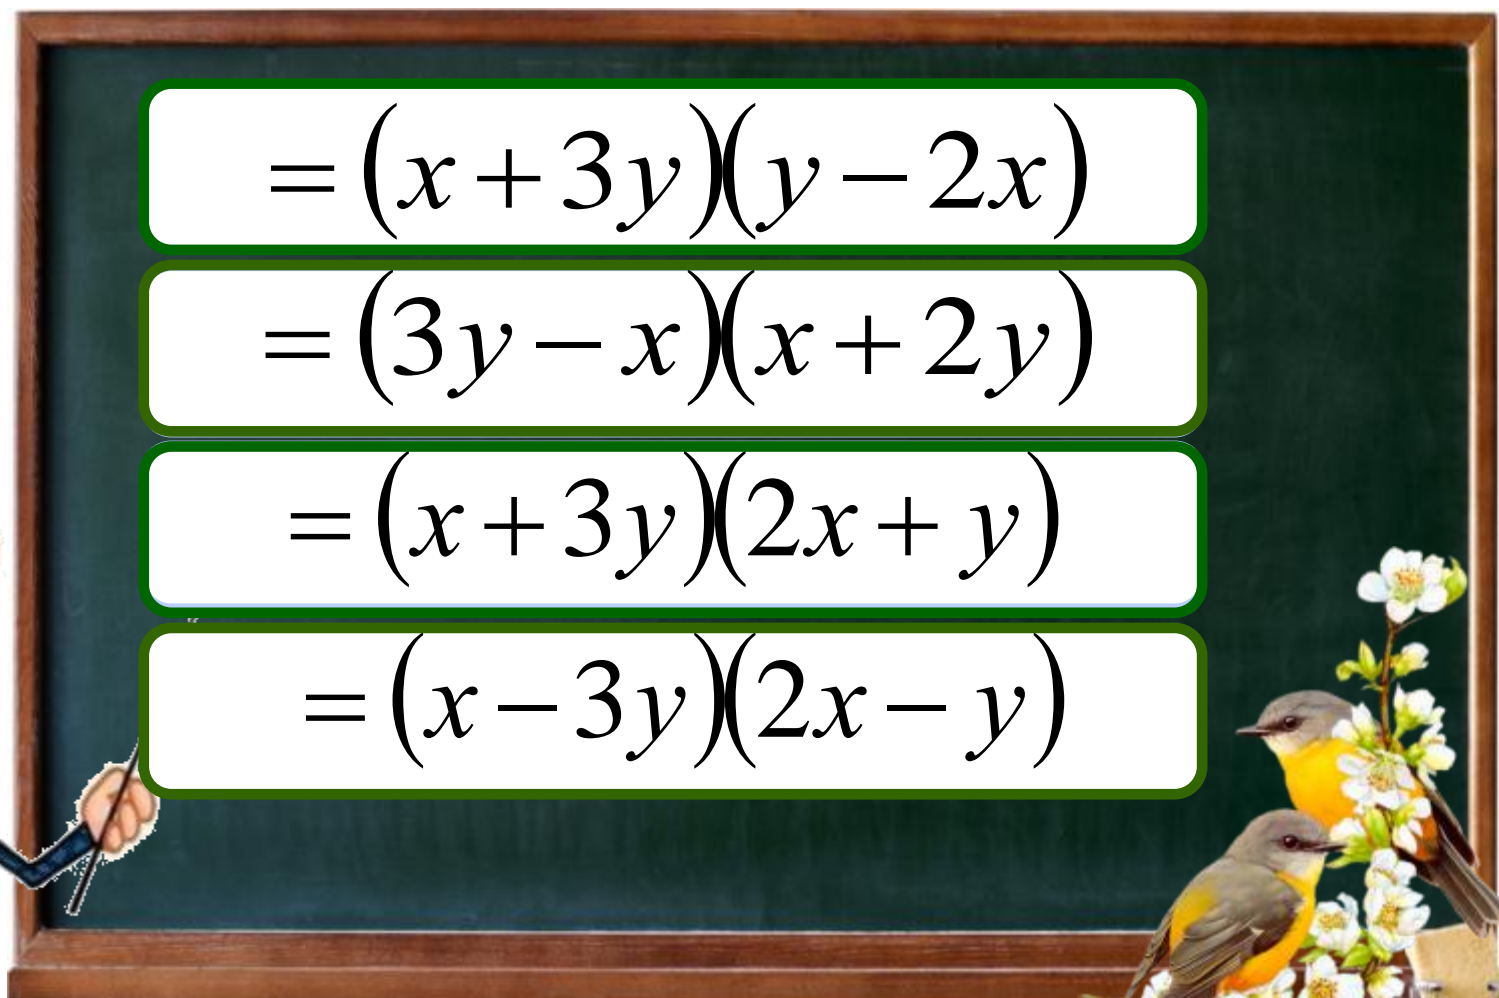 = (x + 3y)(y − 2x)
= (3y − x)(x + 2y)
= (x + 3y)(2x + y)
= (x − 3y)(2x − y)